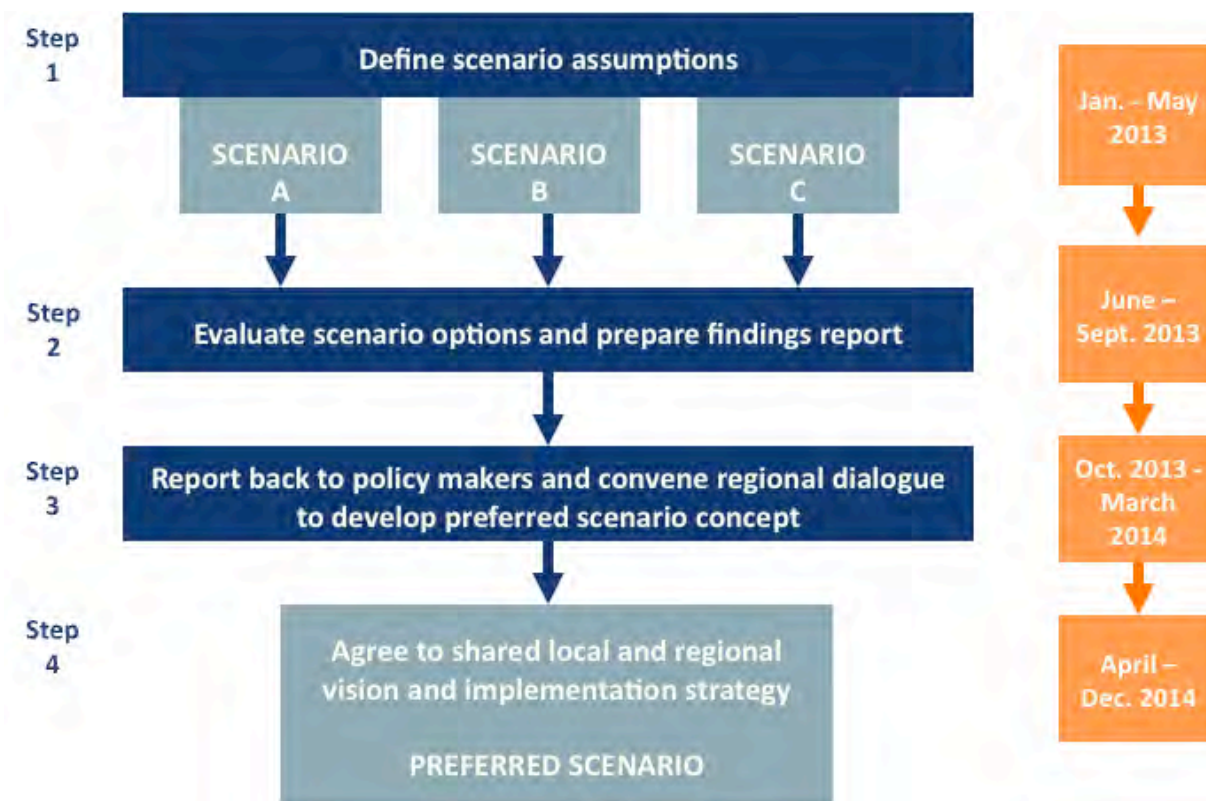 Step
1
Define scenario assumptions
SCENARIO
A
SCENARIO
B
SCENARIO
C
Jan. - May
2013
Step
2
Evaluate scenario options and prepare findings report
June –
Sept. 2013
Step
3
Report back to policy makers and convene regional dialogue
to develop preferred scenario concept
Oct. 2013 -
March
2014
Step
4
Agree to shared local and regional
vision and implementation strategy
PREFERRED SCENARIO
April –
Dec. 2014